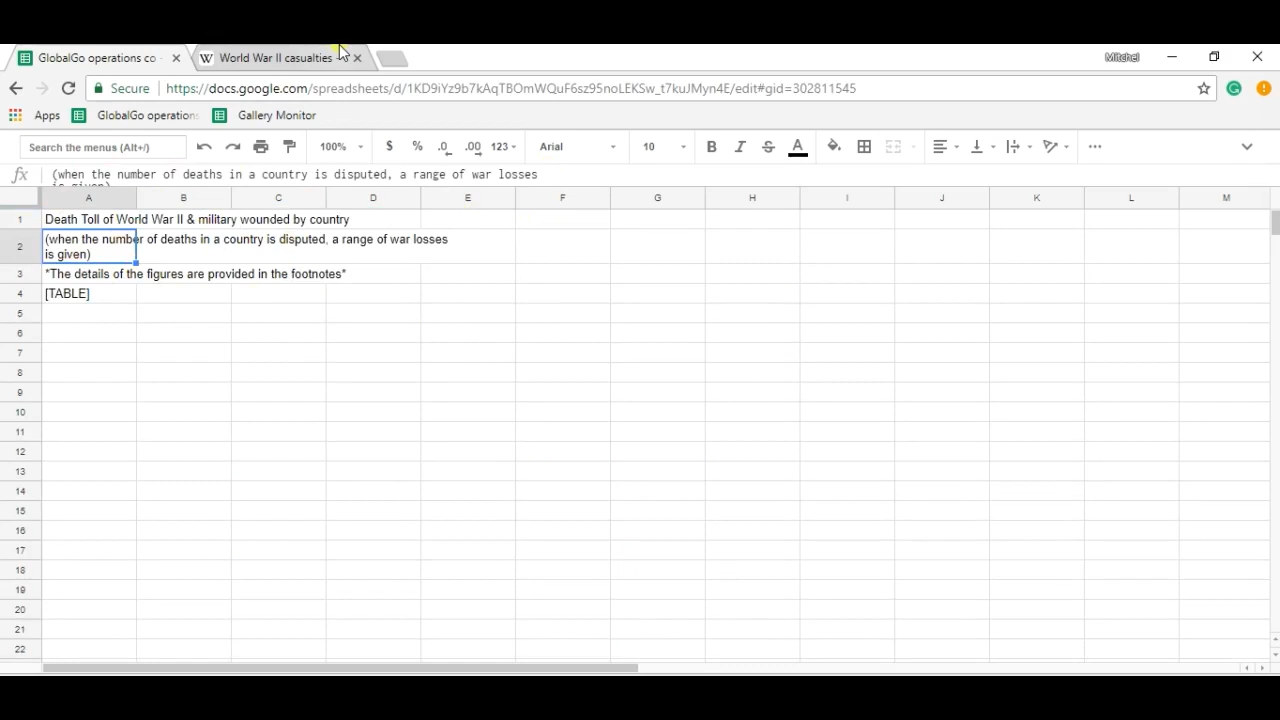 GlobalGo operations co
World War II casualties
Mitchel
Secure
https://docs.google.com/spreadsheets/d/1KD9iYz9b7kAqTBOmWQuF6sz95noLEKSw_t7kuJMyn4E/edit#gid=302811545
Apps
GlobalGo operations
Gallery Monitor
Search the menus (Alt+/)
100%
$
%
.0
.00
123
Arial
10
B
I
S
A
fx
(when the number of deaths in a country is disputed, a range of war losses
is given)
A B C D E F G H I J K L M
1 Death Toll of World War II & military wounded by country
2 (when the number of deaths in a country is disputed, a range of war losses
is given)
3 *The details of the figures are provided in the footnotes*
4 [TABLE]
5
6
7
8
9
10
11
12
13
14
15
16
17
18
19
20
21
22